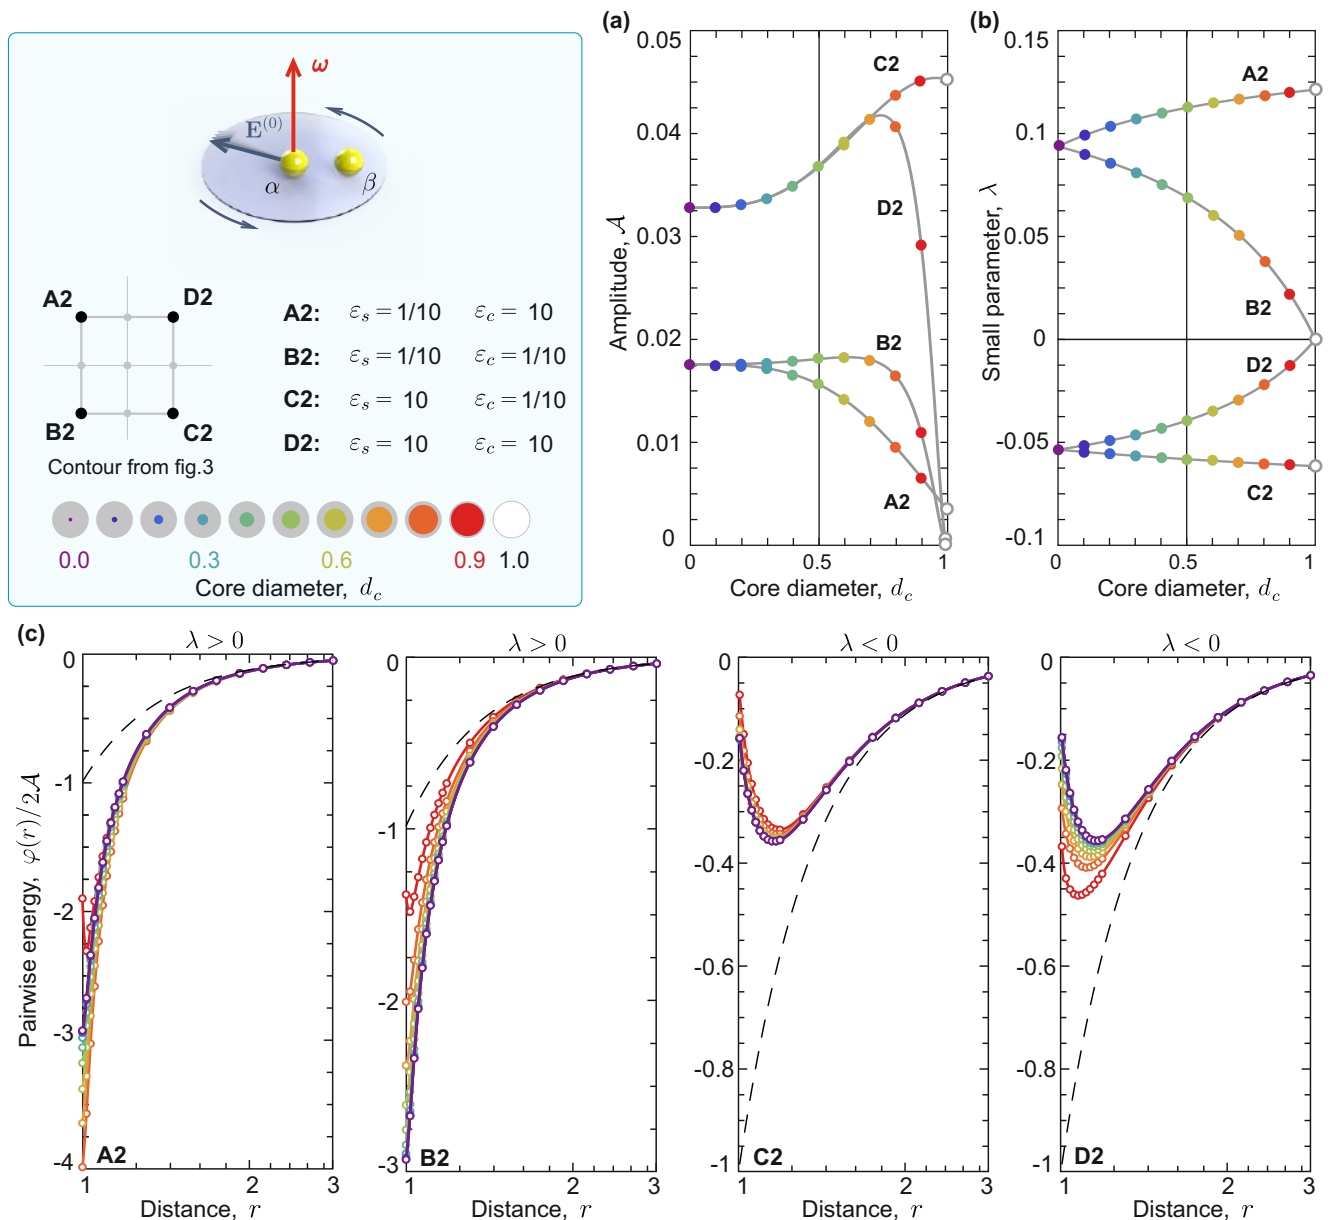 ω
E(0)
α
β
A2
D2
B2
C2
Contour from fig.3
A2: εs = 1/10 εc = 10
B2: εs = 1/10 εc = 1/10
C2: εs = 10 εc = 1/10
D2: εs = 10 εc = 10
0.0 0.3 0.6 0.9 1.0
Core diameter, dc
(a)
Amplitude, 𝒜
0.05
0.04
0.03
0.02
0.01
0
C2
D2
B2
A2
0 0.5 1
Core diameter, dc
(b)
Small parameter, λ
0.15
0.1
0.05
0
-0.05
-0.1
A2
B2
D2
C2
0 0.5 1
Core diameter, dc
(c)
Pairwise energy, φ(r)/2𝒜
λ > 0
0
-1
-2
-3
-4
A2
1 2 3
Distance, r
λ > 0
0
-1
-2
-3
B2
1 2 3
Distance, r
λ < 0
0
-0.2
-0.4
-0.6
-0.8
-1
C2
1 2 3
Distance, r
λ < 0
0
-0.2
-0.4
-0.6
-0.8
-1
D2
1 2 3
Distance, r